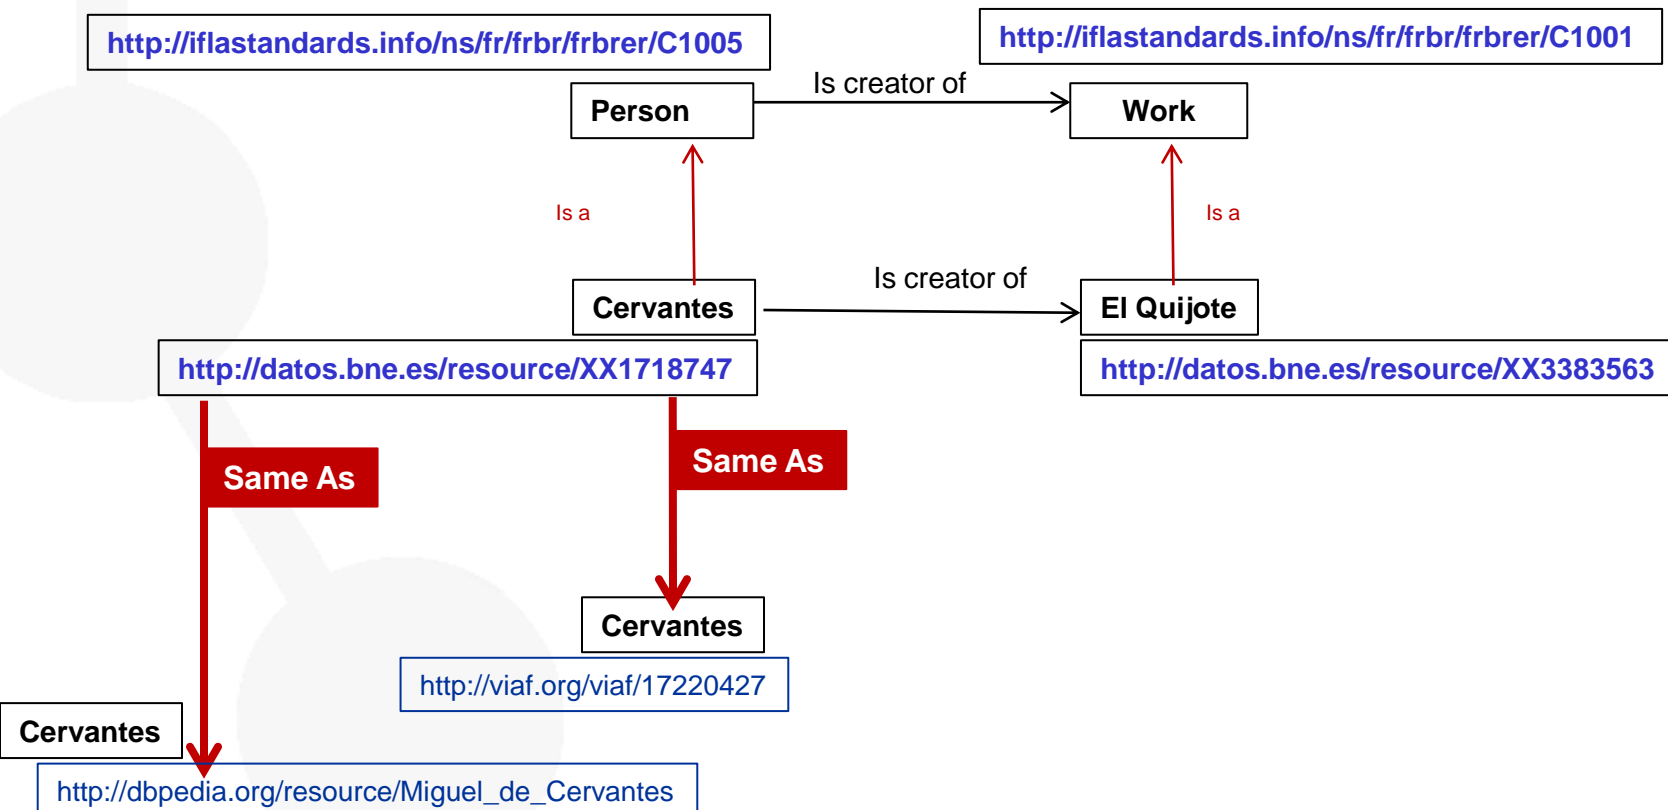 http://iflastandards.info/ns/fr/frbr/frbrer/C1005
http://iflastandards.info/ns/fr/frbr/frbrer/C1001
Is creator of
Person
Work
Is a
Is a
Is creator of
Cervantes
El Quijote
http://datos.bne.es/resource/XX1718747
http://datos.bne.es/resource/XX3383563
Same As
Same As
Cervantes
http://viaf.org/viaf/17220427
Cervantes
http://dbpedia.org/resource/Miguel_de_Cervantes